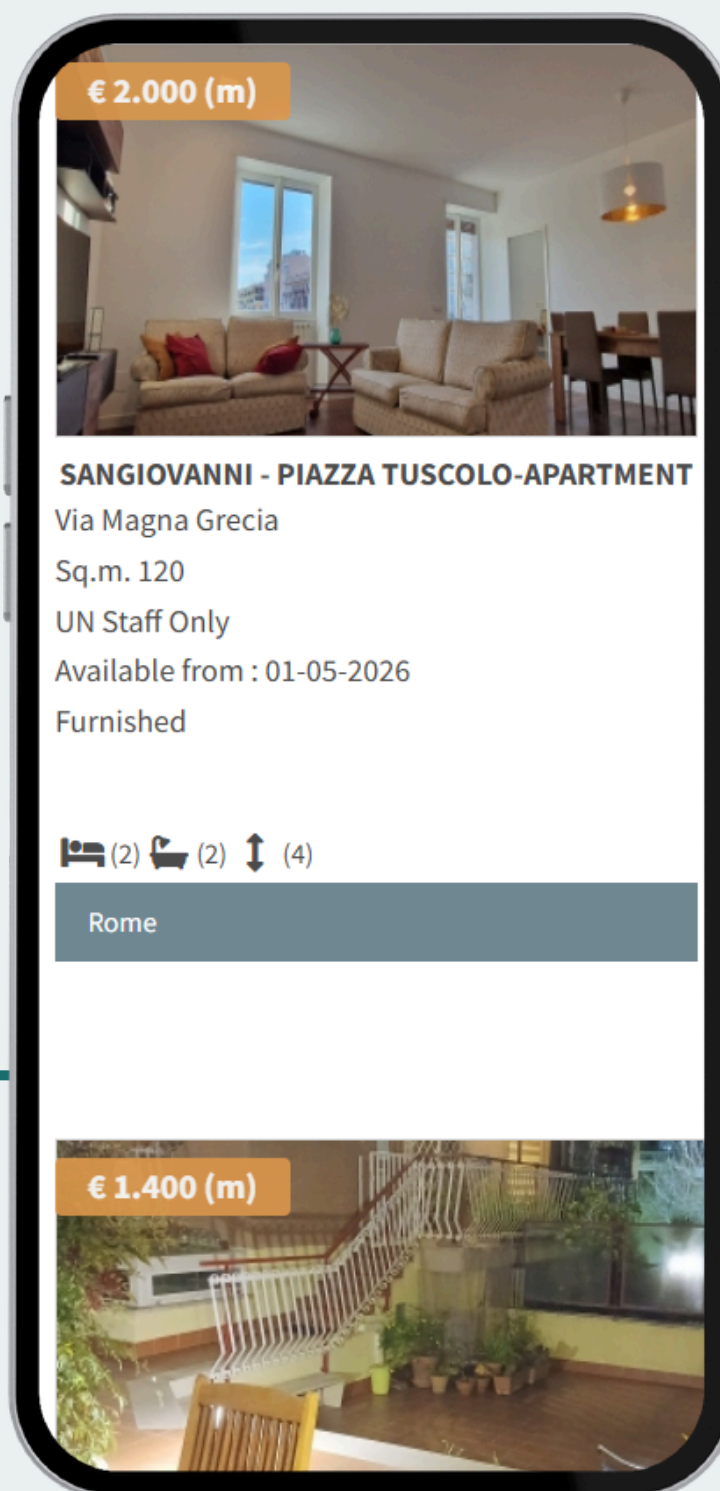 € 2.000 (m)
SANGIOVANNI - PIAZZA TUSCOLO-APARTMENT
Via Magna Grecia
Sq.m. 120
UN Staff Only
Available from : 01-05-2026
Furnished
(2) (2) (4)
Rome
€ 1.400 (m)